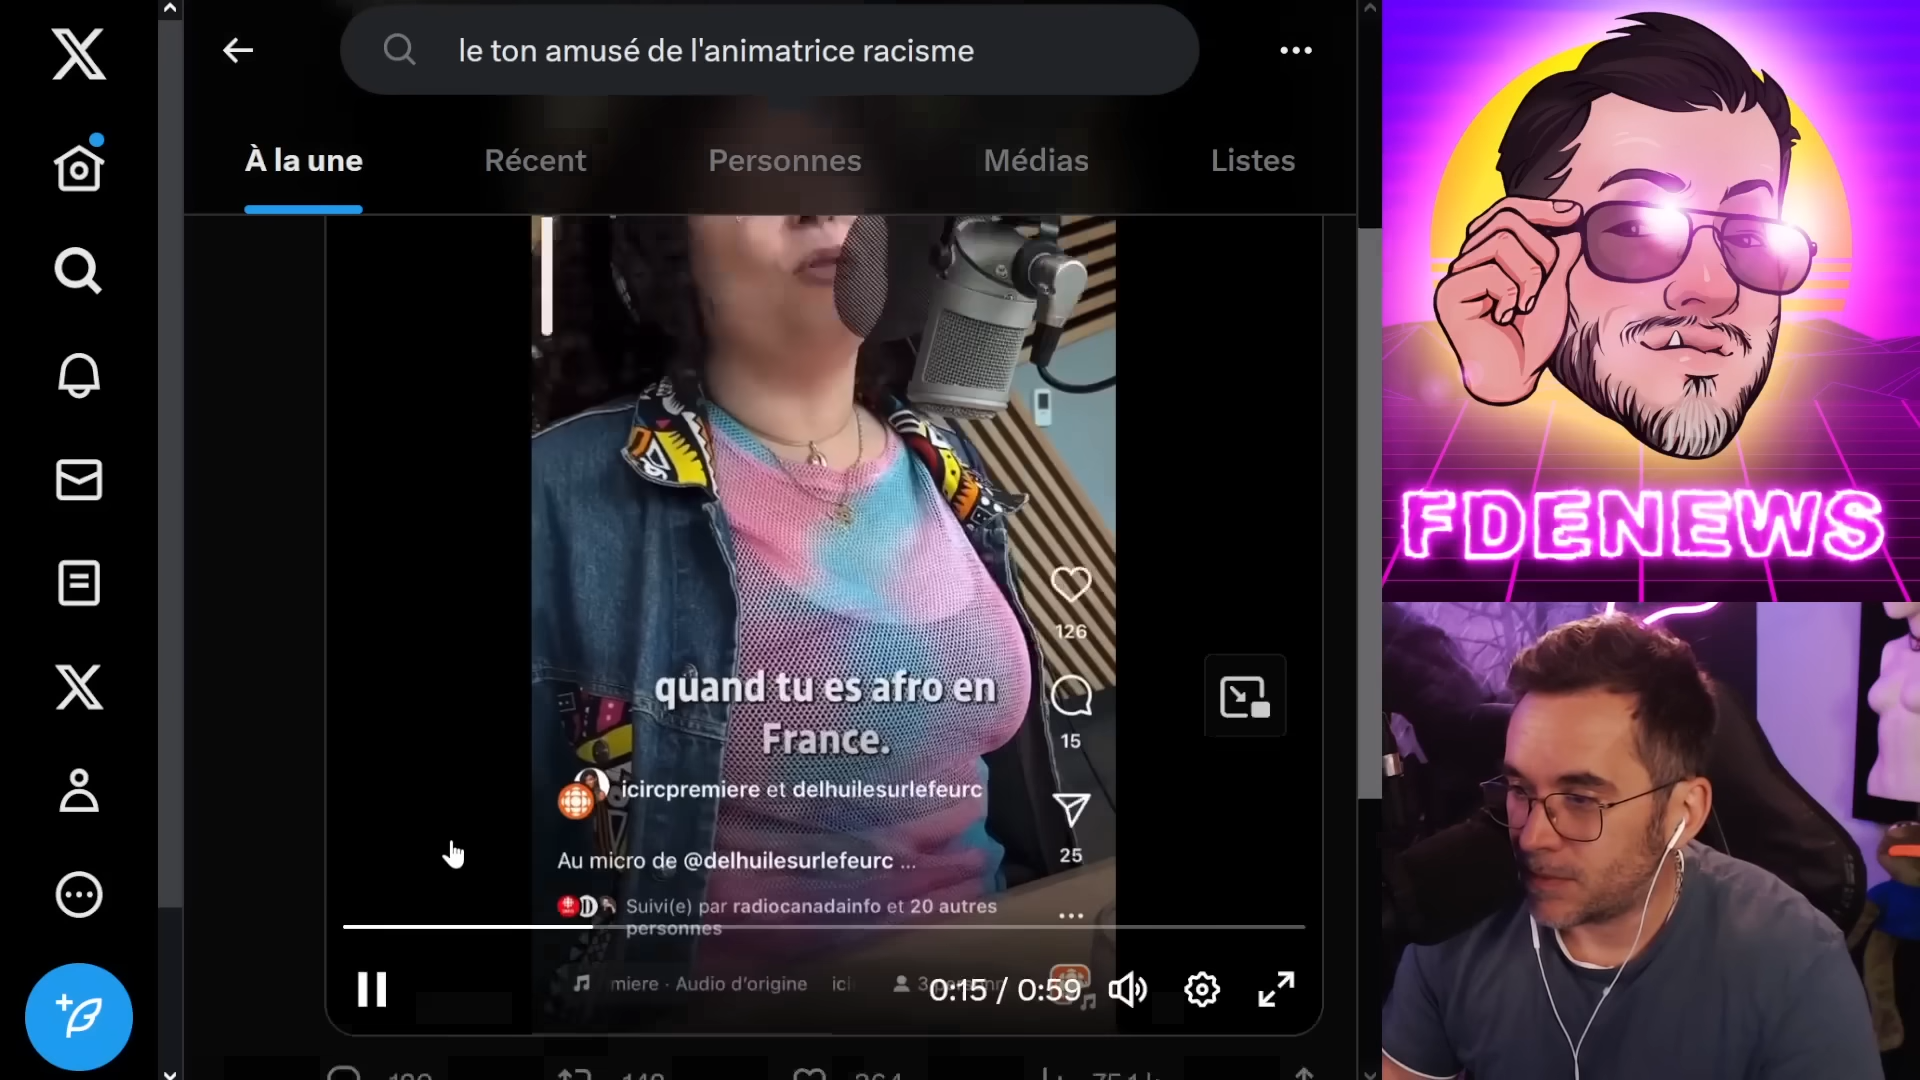 le ton amusé de l'animatrice racisme
À la une
Récent
Personnes
Médias
Listes
FDENEWS
126
quand tu es afro en
France.
15
icircpremiere et delhuilesurlefeurc
Au micro de @delhuilesurlefeurc ...
25
Suivi(e) par radiocanadainfo et 20 autres
personnes
miere · Audio d'origine
ici
0:15 / 0:59